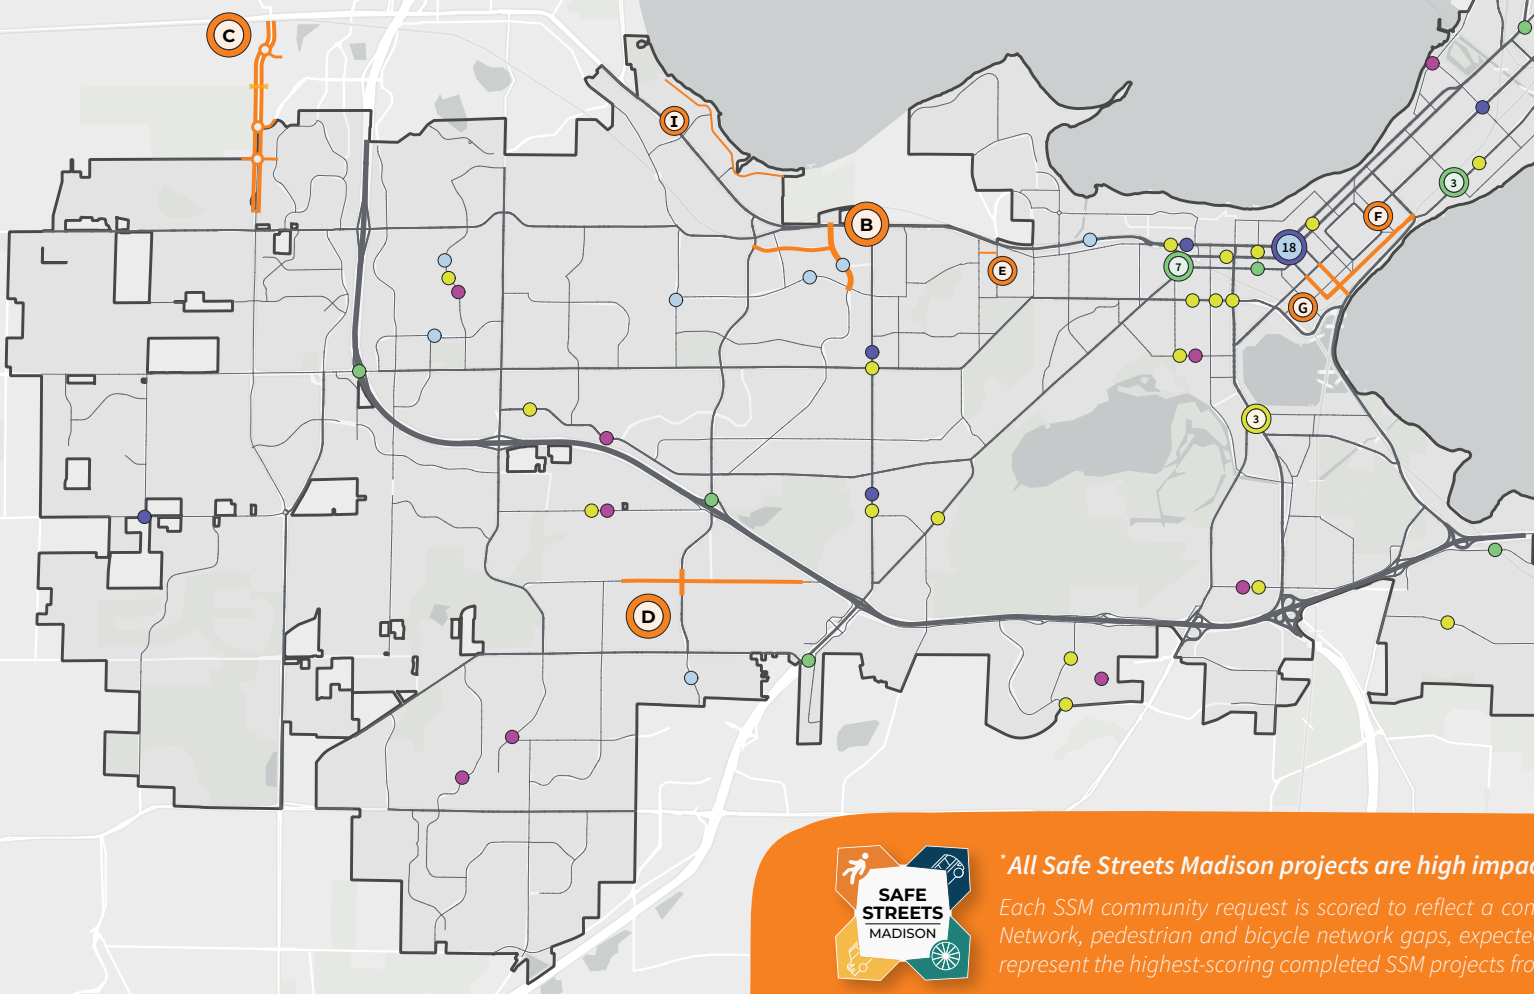 C
I
B
E
F
G
3
18
7
3
D
SAFE
STREETS
MADISON
*All Safe Streets Madison projects are high impac
Each SSM community request is scored to reflect a con
Network, pedestrian and bicycle network gaps, expecte
represent the highest-scoring completed SSM projects fro